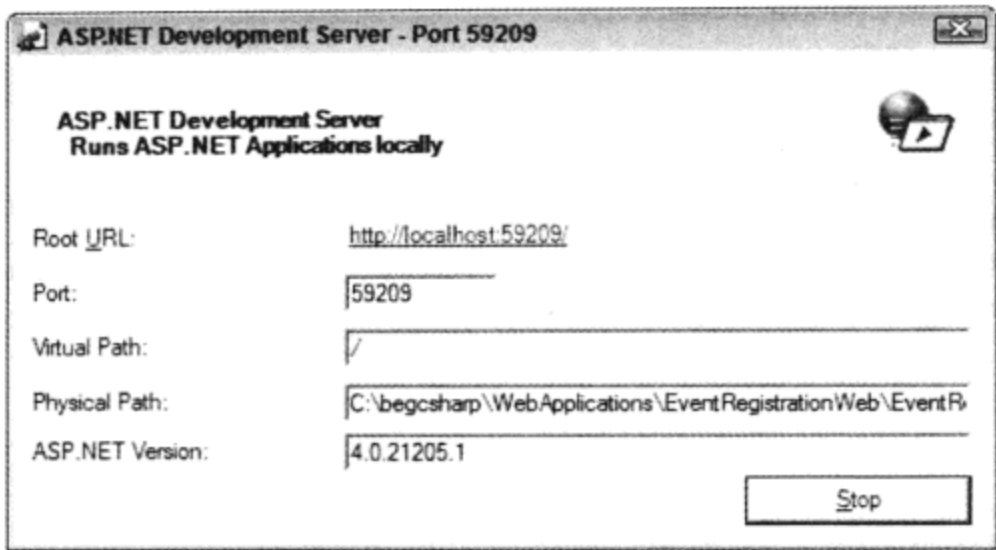 ASP.NET Development Server - Port 59209
ASP.NET Development Server
Runs ASP.NET Applications locally
Root URL: http://localhost:59209/
Port: 59209
Virtual Path: /
Physical Path: C:\begcsharp\WebApplications\EventRegistrationWeb\EventR
ASP.NET Version: 4.0.21205.1
Stop